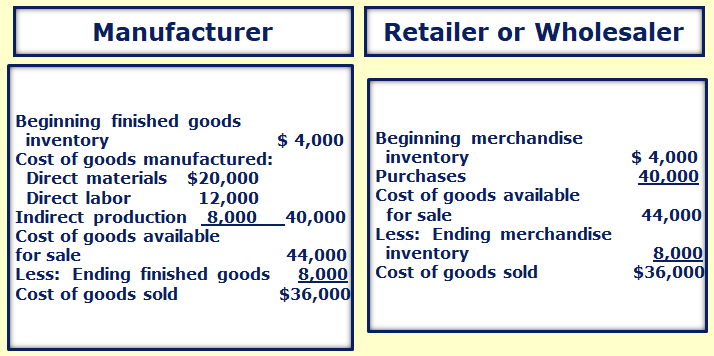 Manufacturer
Beginning finished goods
inventory $ 4,000
Cost of goods manufactured:
Direct materials $20,000
Direct labor 12,000
Indirect production 8,000 40,000
Cost of goods available
for sale 44,000
Less: Ending finished goods 8,000
Cost of goods sold $36,000
Retailer or Wholesaler
Beginning merchandise
inventory $ 4,000
Purchases 40,000
Cost of goods available
for sale 44,000
Less: Ending merchandise
inventory 8,000
Cost of goods sold $36,000